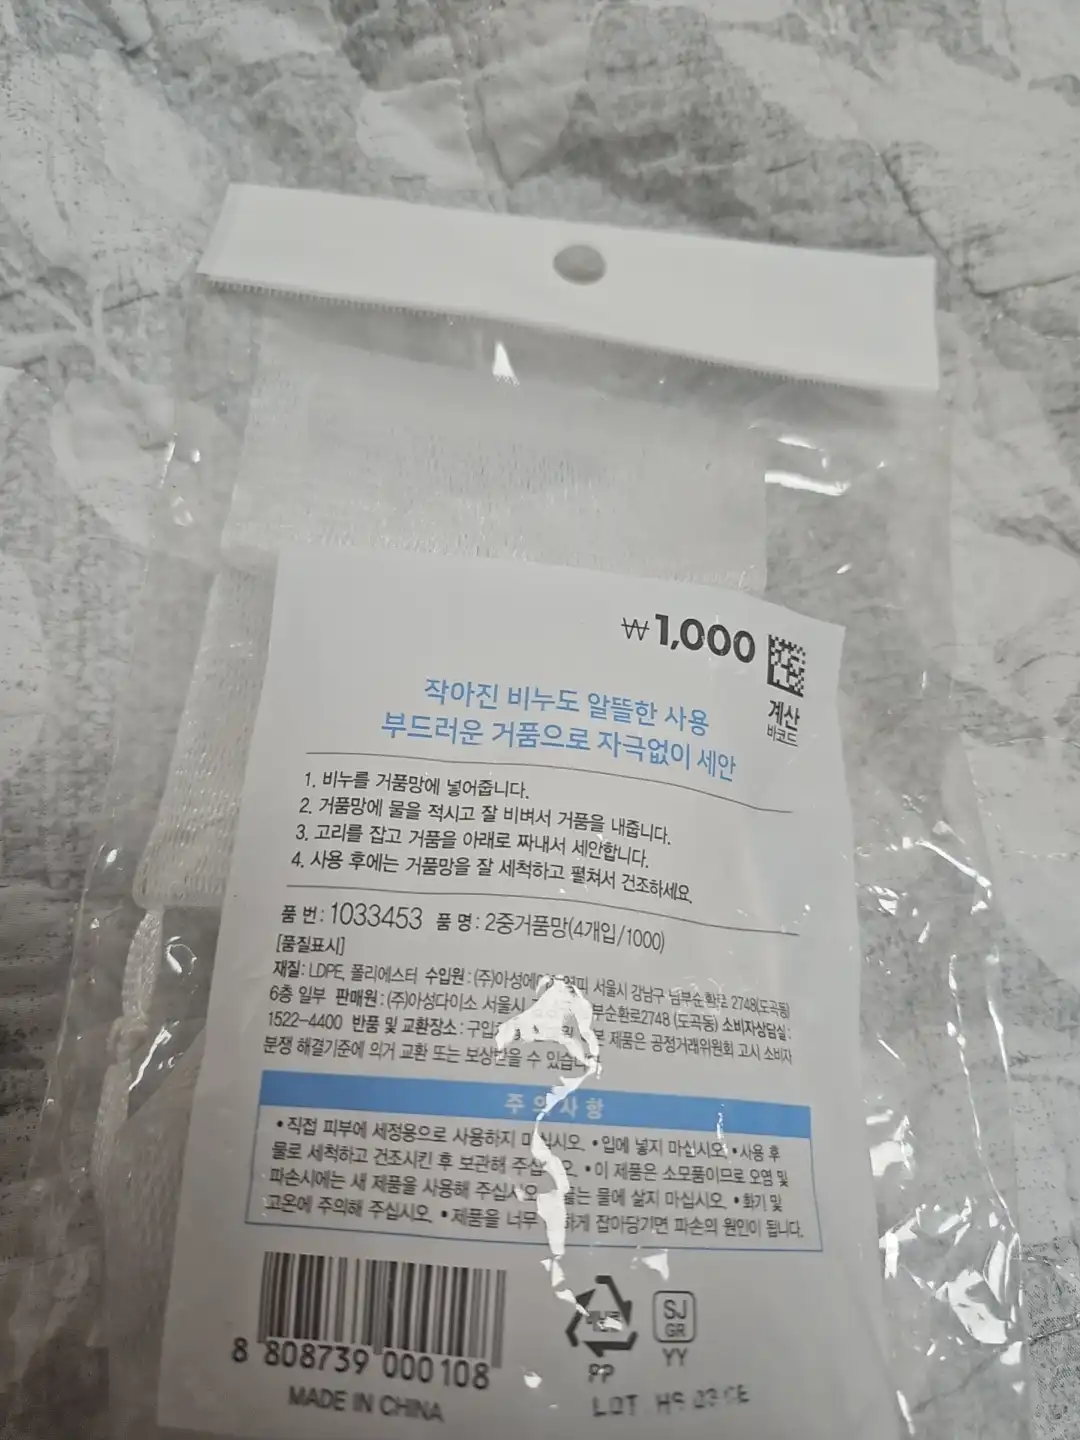 ₩1,000
계산
바코드
작아진 비누도 알뜰한 사용
부드러운 거품으로 자극없이 세안
1. 비누를 거품망에 넣어줍니다.
2. 거품망에 물을 적시고 잘 비벼서 거품을 내줍니다.
3. 고리를 잡고 거품을 아래로 짜내서 세안합니다.
4. 사용 후에는 거품망을 잘 세척하고 펼쳐서 건조하세요.
품 번: 1033453 품 명: 2중거품망(4개입/1000)
[품질표시]
재질: LDPE, 폴리에스터 수입원: 서울시 강남구 남부순환로 2748(도곡동)
6층 일부 판매원: (주)아성다이소 서울시 2748 (도곡동) 소비자상담실:
1522-4400 반품 및 교환장소: 제품은 공정거래위원회 고시 소비자
분쟁 해결기준에 의거 교환 또는 보상받을 수 있습니다.
주의사항
• 직접 피부에 세정용으로 사용하지 마십시오. • 입에 넣지 마십시오. • 사용 후
물로 세척하고 건조시킨 후 보관해 주십시오. • 이 제품은 소모품이므로 오염 및
파손시에는 새 제품을 사용해 주십시오. 물에 삶지 마십시오. • 화기 및
고온에 주의해 주십시오. • 제품을 너무 잡아당기면 파손의 원인이 됩니다.
8 808739 000108
MADE IN CHINA
비닐류
PP
SJ
GR
YY
LOT